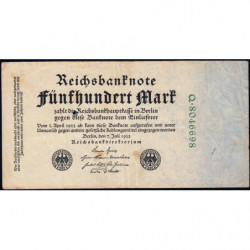 Reichsbanknote
Fünfhundert Mark
zahlt die Reichsbankhauptkasse in Berlin
gegen diese Banknote dem Einlieferer
Vom 1. April 1923 ab kann diese Banknote aufgerufen und unter
Umtausch gegen andere gesetzliche Zahlungsmittel eingezogen werden
Berlin, den 7. Juli 1922
Reichsbankdirektorium
Q·8046698